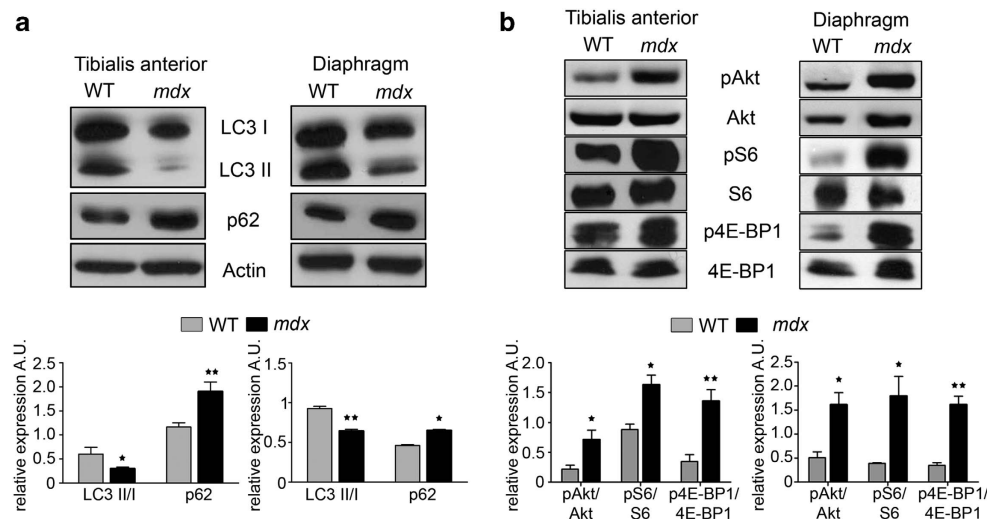 a
Tibialis anterior
Diaphragm
WT mdx
WT mdx
LC3 I
LC3 II
p62
Actin
WT mdx
relative expression A.U.
2.5
2.0
1.5
1.0
0.5
0
★
★★
LC3 II/I p62
relative expression A.U.
1.5
1
0.5
0
★★
★
LC3 II/I p62
b
Tibialis anterior
Diaphragm
WT mdx
WT mdx
pAkt
Akt
pS6
S6
p4E-BP1
4E-BP1
WT mdx
relative expression A.U.
2.0
1.5
1.0
0.5
0
★
★
★★
pAkt/ pS6/ p4E-BP1/
Akt S6 4E-BP1
relative expression A.U.
2.5
2.0
1.5
1.0
0.5
0
★
★
★★
pAkt/ pS6/ p4E-BP1/
Akt S6 4E-BP1